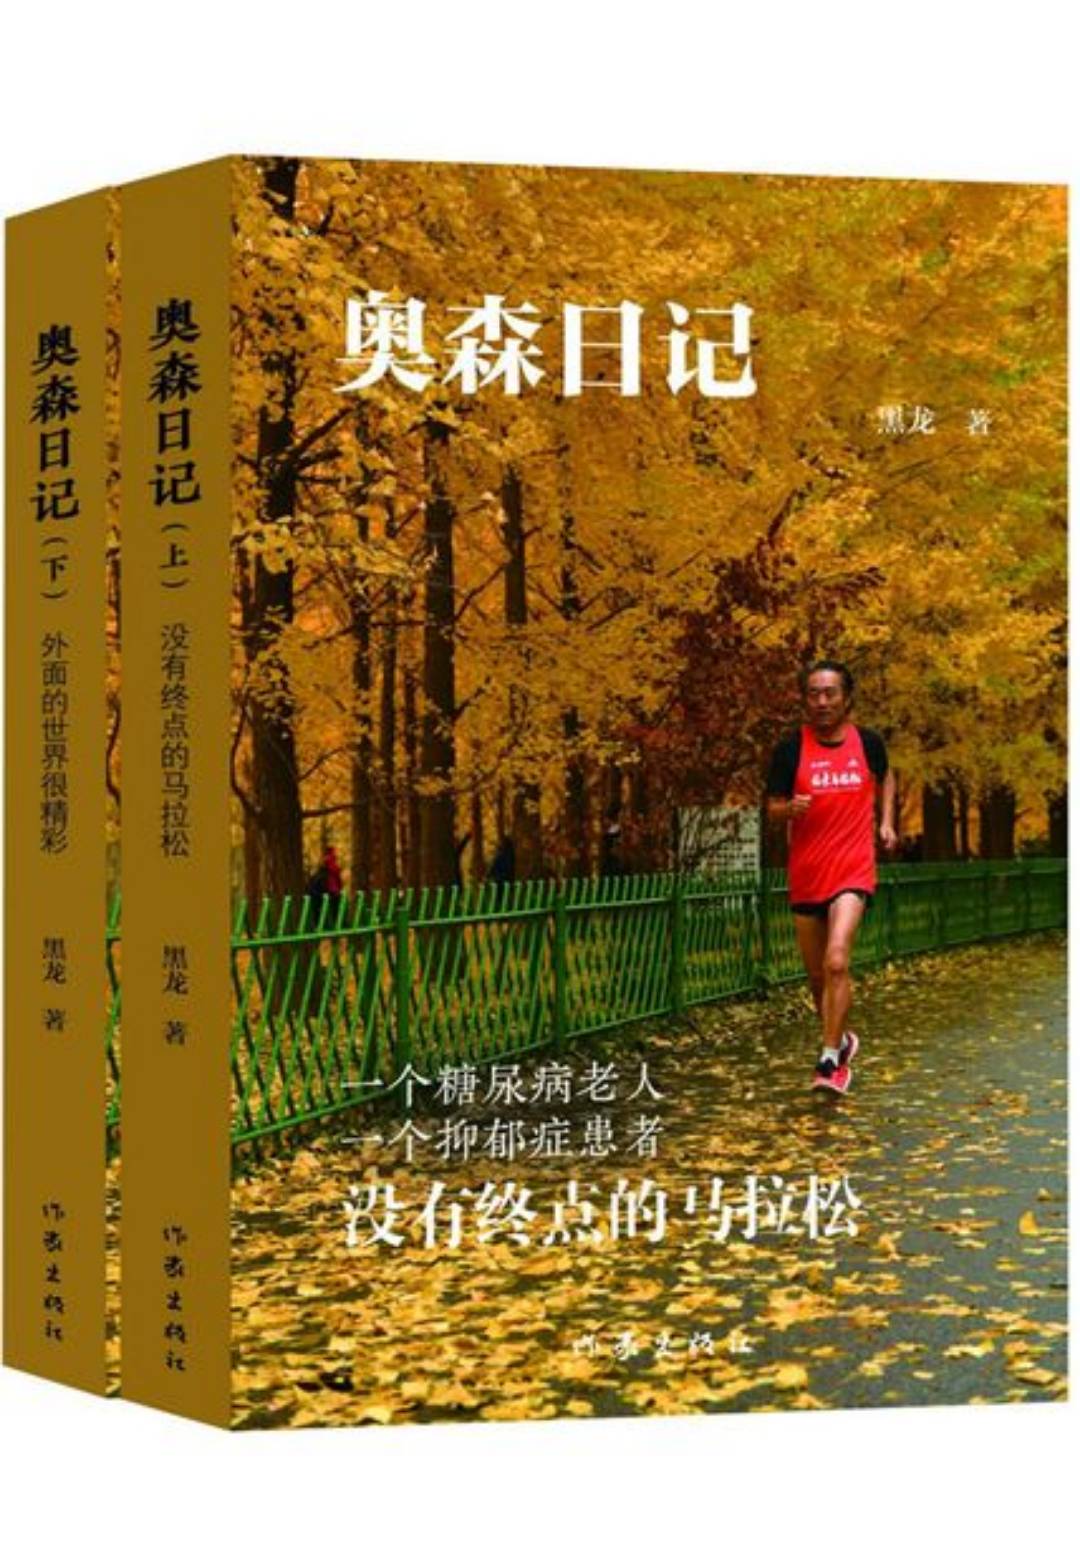 奥森日记
黑龙 著
一个糖尿病老人
一个抑郁症患者
没有终点的马拉松
作家出版社
奥森日记(上) 没有终点的马拉松 黑龙 著 作家出版社
奥森日记(下) 外面的世界很精彩 黑龙 著 作家出版社